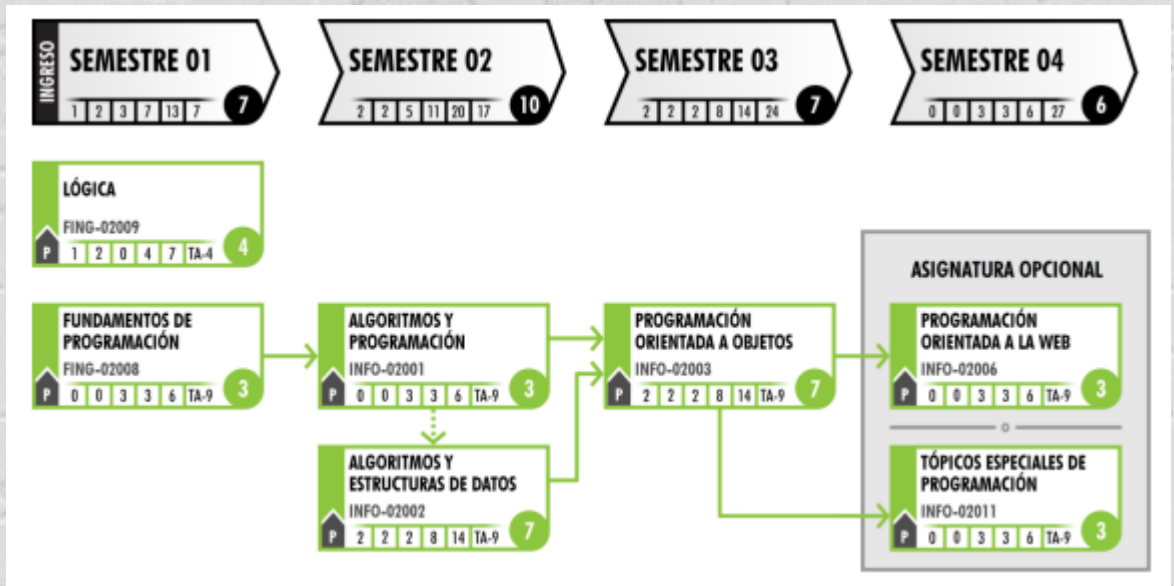 INGRESO
SEMESTRE 01
1 2 3 7 13 7
7
SEMESTRE 02
2 2 5 11 20 17
10
SEMESTRE 03
2 2 2 8 14 24
7
SEMESTRE 04
0 0 3 3 6 27
6
LÓGICA
FING-02009
P 1 2 0 4 7 TA-4
4
ASIGNATURA OPCIONAL
FUNDAMENTOS DE
PROGRAMACIÓN
FING-02008
P 0 0 3 3 6 TA-9
3
ALGORITMOS Y
PROGRAMACIÓN
INFO-02001
P 0 0 3 3 6 TA-9
3
PROGRAMACIÓN
ORIENTADA A OBJETOS
INFO-02003
P 2 2 2 8 14 TA-9
7
PROGRAMACIÓN
ORIENTADA A LA WEB
INFO-02006
P 0 0 3 3 6 TA-9
3
o
ALGORITMOS Y
ESTRUCTURAS DE DATOS
INFO-02002
P 2 2 2 8 14 TA-9
7
TÓPICOS ESPECIALES DE
PROGRAMACIÓN
INFO-02011
P 0 0 3 3 6 TA-9
3